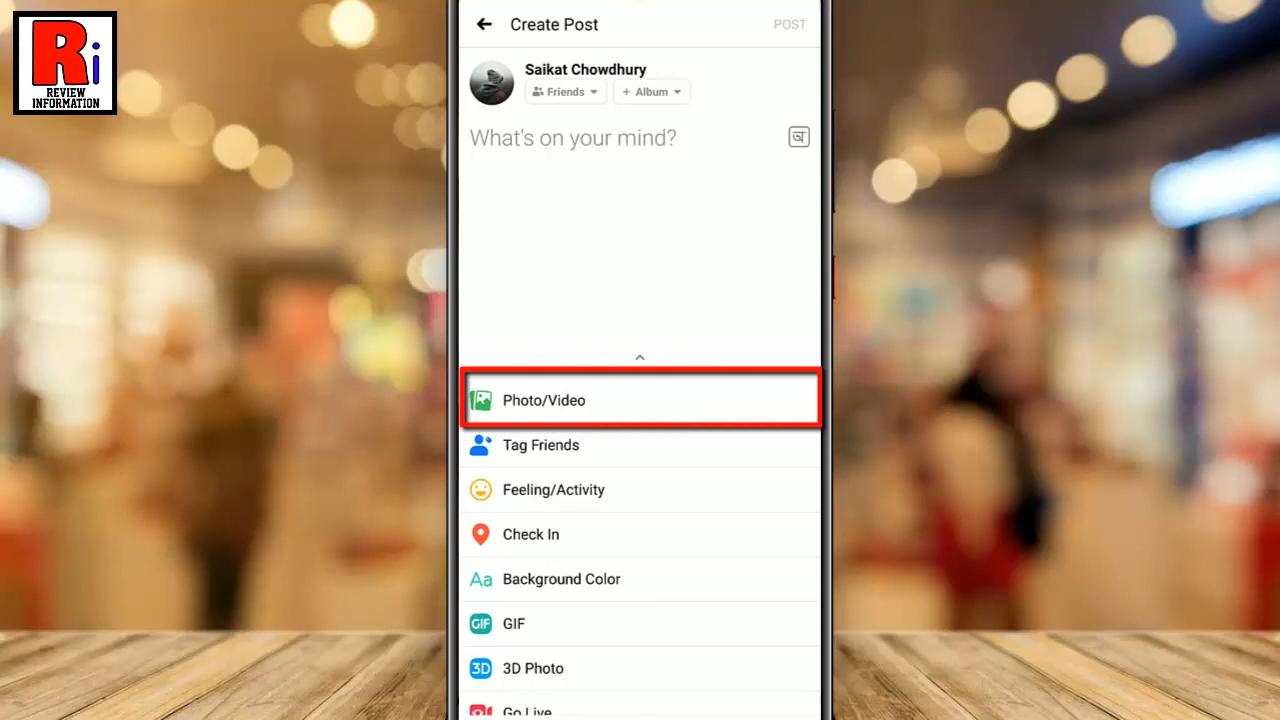 Ri
REVIEW
INFORMATION
Create Post
POST
Saikat Chowdhury
Friends
+ Album
What's on your mind?
অ
Photo/Video
Tag Friends
Feeling/Activity
Check In
Aa
Background Color
GIF
GIF
3D
3D Photo
Go Live